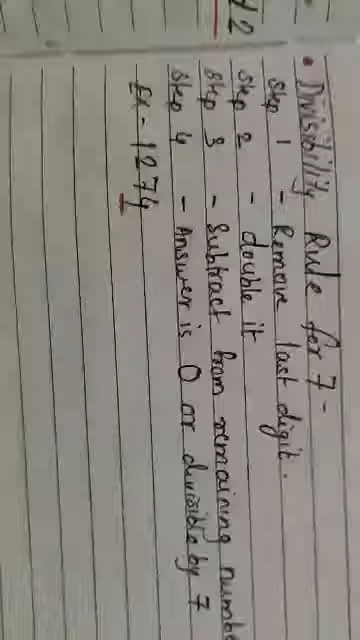 42
• Divisibility Rule for 7 -
Step 1 - Remove last digit.
Step 2 - double it
Step 3 - Subtract from remaining numbe
Step 4 - Answer is 0 or divisible by 7
Ex - 1274